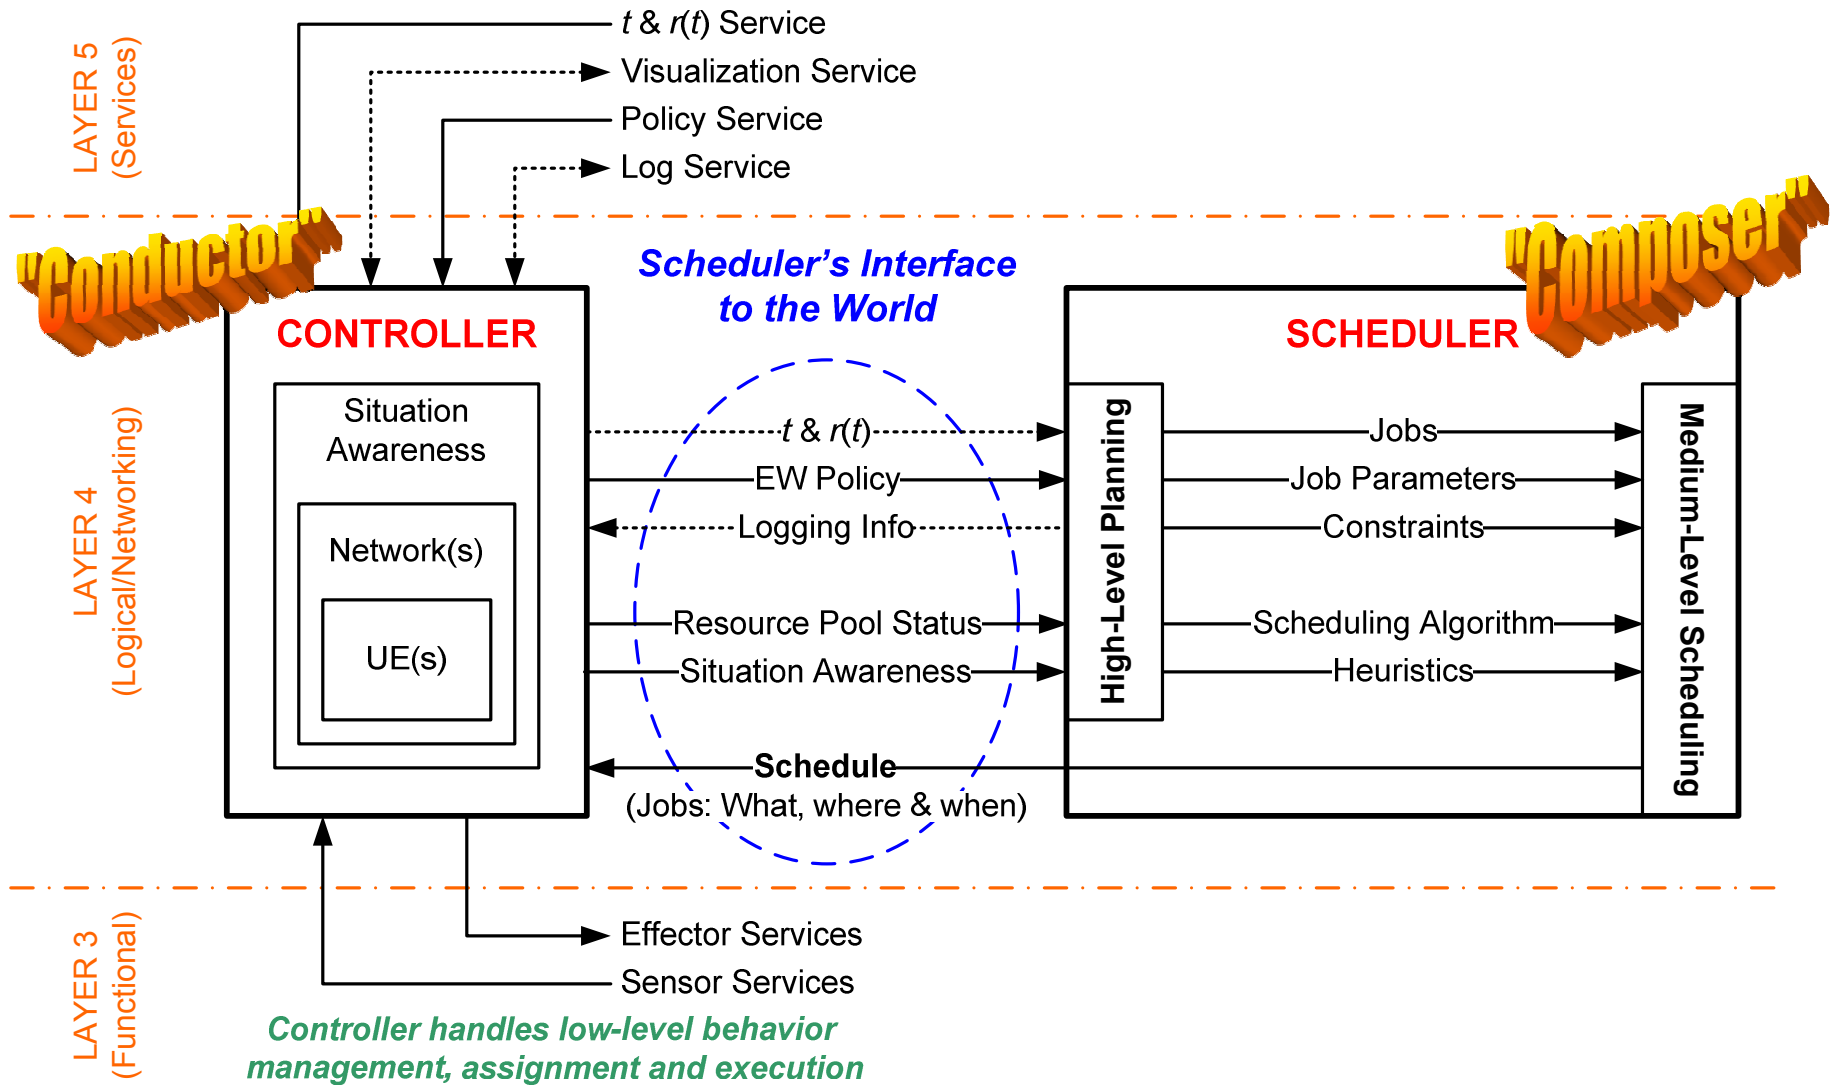 LAYER 5
(Services)
t & r(t) Service
Visualization Service
Policy Service
Log Service
"Conductor"
"Composer"
Scheduler’s Interface
to the World
LAYER 4
(Logical/Networking)
CONTROLLER
Situation
Awareness
Network(s)
UE(s)
t & r(t)
EW Policy
Logging Info
Resource Pool Status
Situation Awareness
Schedule
(Jobs: What, where & when)
SCHEDULER
High-Level Planning
Jobs
Job Parameters
Constraints
Scheduling Algorithm
Heuristics
Medium-Level Scheduling
LAYER 3
(Functional)
Effector Services
Sensor Services
Controller handles low-level behavior
management, assignment and execution